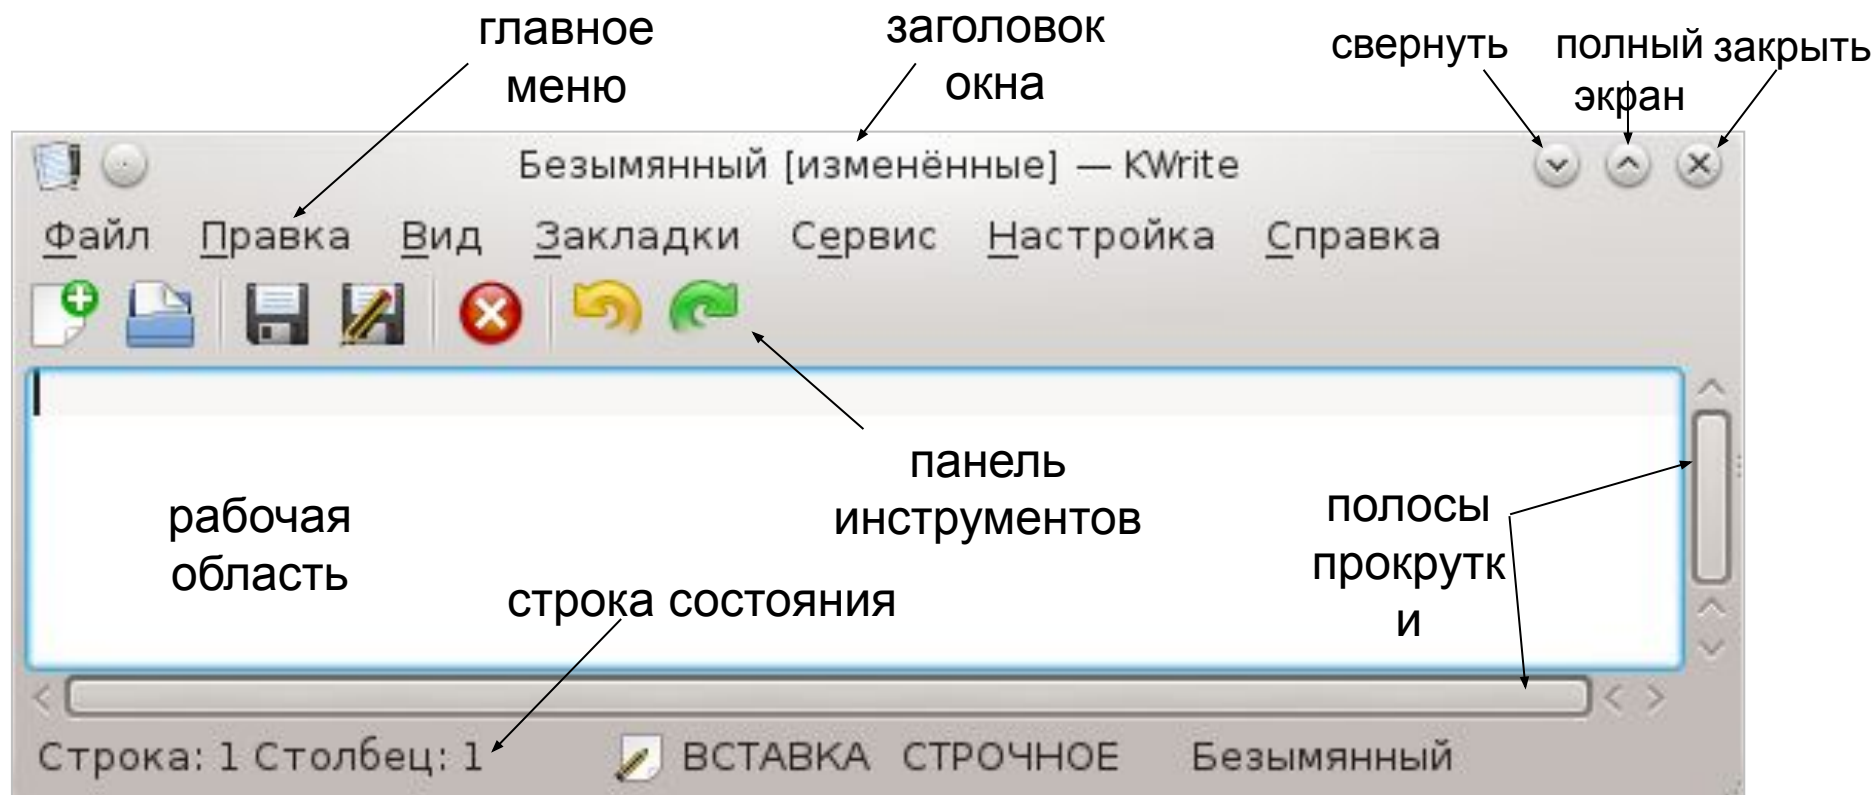 главное
меню
заголовок
окна
свернуть
полный
экран
закрыть
Безымянный [изменённые] — KWrite
Файл Правка Вид Закладки Сервис Настройка Справка
панель
инструментов
рабочая
область
полосы
прокрутк
и
строка состояния
Строка: 1 Столбец: 1 ВСТАВКА СТРОЧНОЕ Безымянный